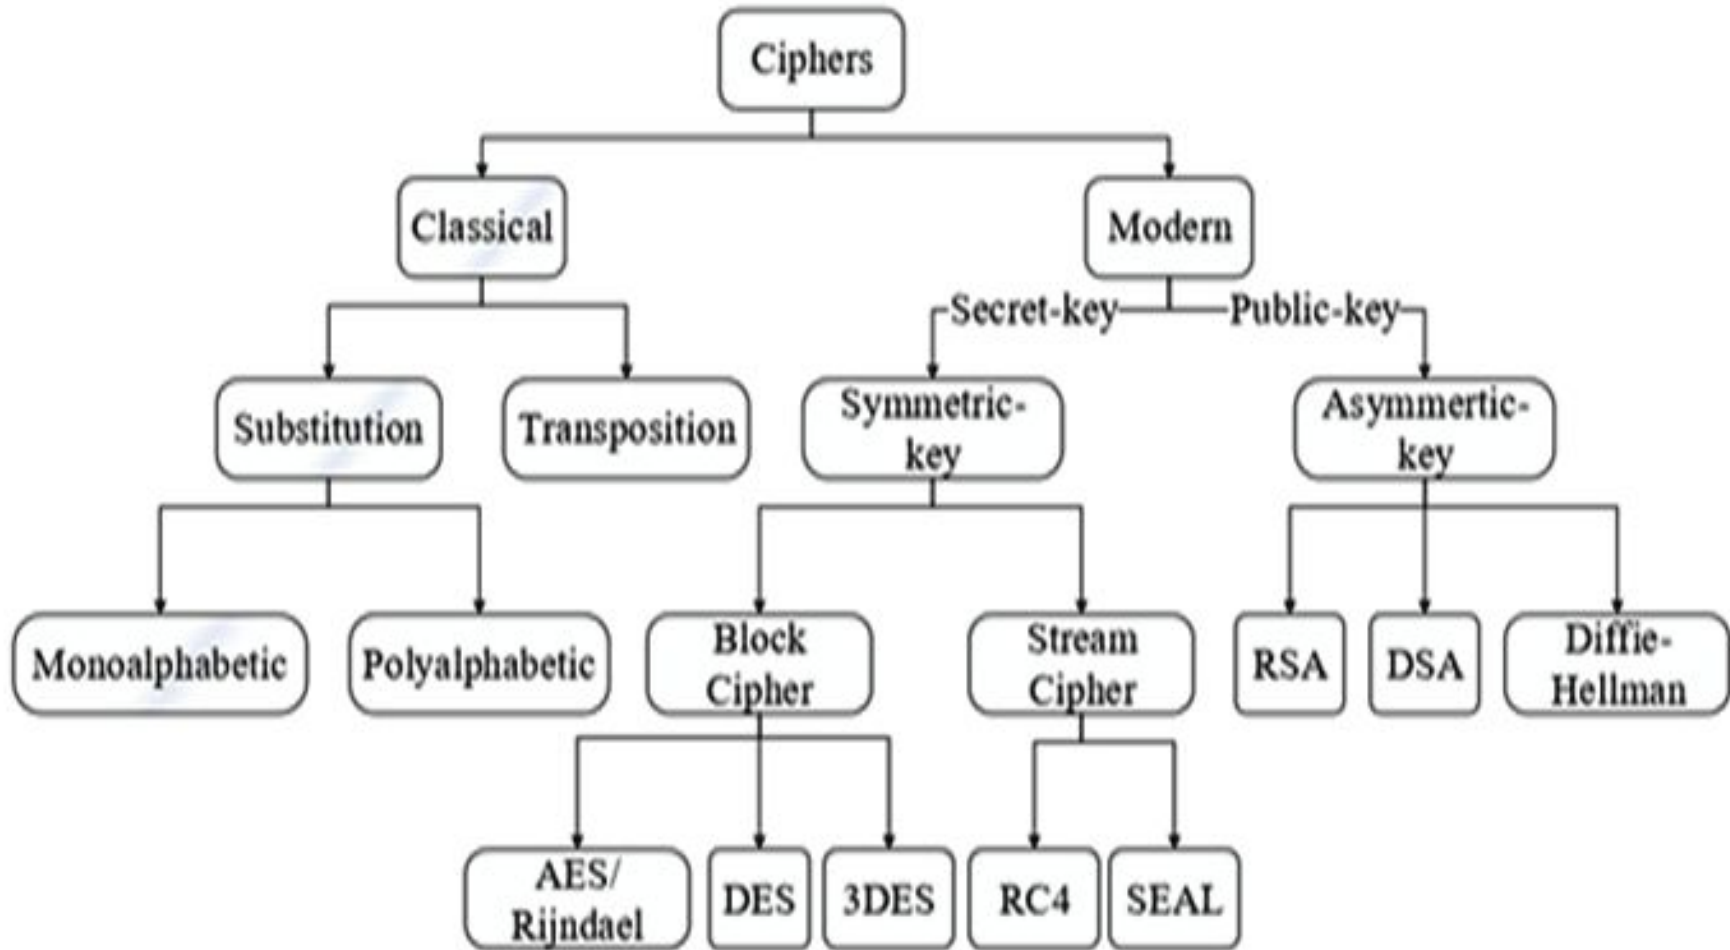 Ciphers
Classical
Modern
Secret-key
Public-key
Substitution
Transposition
Symmetric-
key
Asymmertic-
key
Monoalphabetic
Polyalphabetic
Block
Cipher
Stream
Cipher
RSA
DSA
Diffie-
Hellman
AES/
Rijndael
DES
3DES
RC4
SEAL